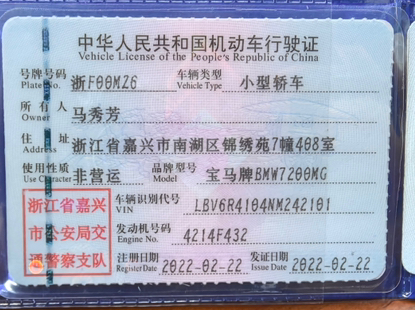 中华人民共和国机动车行驶证
Vehicle License of the People's Republic of China
号牌号码 浙F00MZ6 车辆类型 小型轿车
Plate No. Vehicle Type
所有人 马秀芳
Owner
住址 浙江省嘉兴市南湖区锦绣苑7幢408室
Address
使用性质 非营运 品牌型号 宝马牌BMW7200MG
Use Character Model
浙江省嘉兴
市公安局交
通警察支队
车辆识别代号 LBV6R4104NM242101
VIN
发动机号码 4214F432
Engine No.
注册日期 2022-02-22 发证日期 2022-02-22
Register Date Issue Date